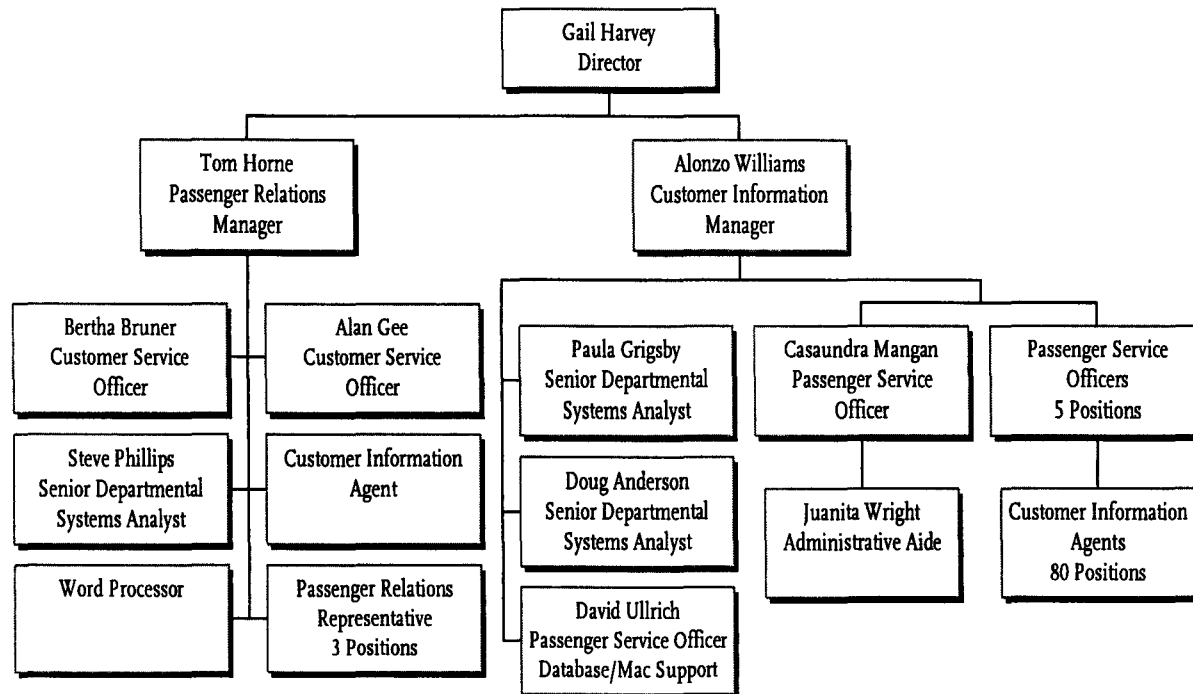 Gail Harvey
Director
Tom Horne
Passenger Relations
Manager
Alonzo Williams
Customer Information
Manager
Bertha Bruner
Customer Service
Officer
Alan Gee
Customer Service
Officer
Steve Phillips
Senior Departmental
Systems Analyst
Customer Information
Agent
Word Processor
Passenger Relations
Representative
3 Positions
Paula Grigsby
Senior Departmental
Systems Analyst
Doug Anderson
Senior Departmental
Systems Analyst
David Ullrich
Passenger Service Officer
Database/Mac Support
Casaundra Mangan
Passenger Service
Officer
Juanita Wright
Administrative Aide
Passenger Service
Officers
5 Positions
Customer Information
Agents
80 Positions